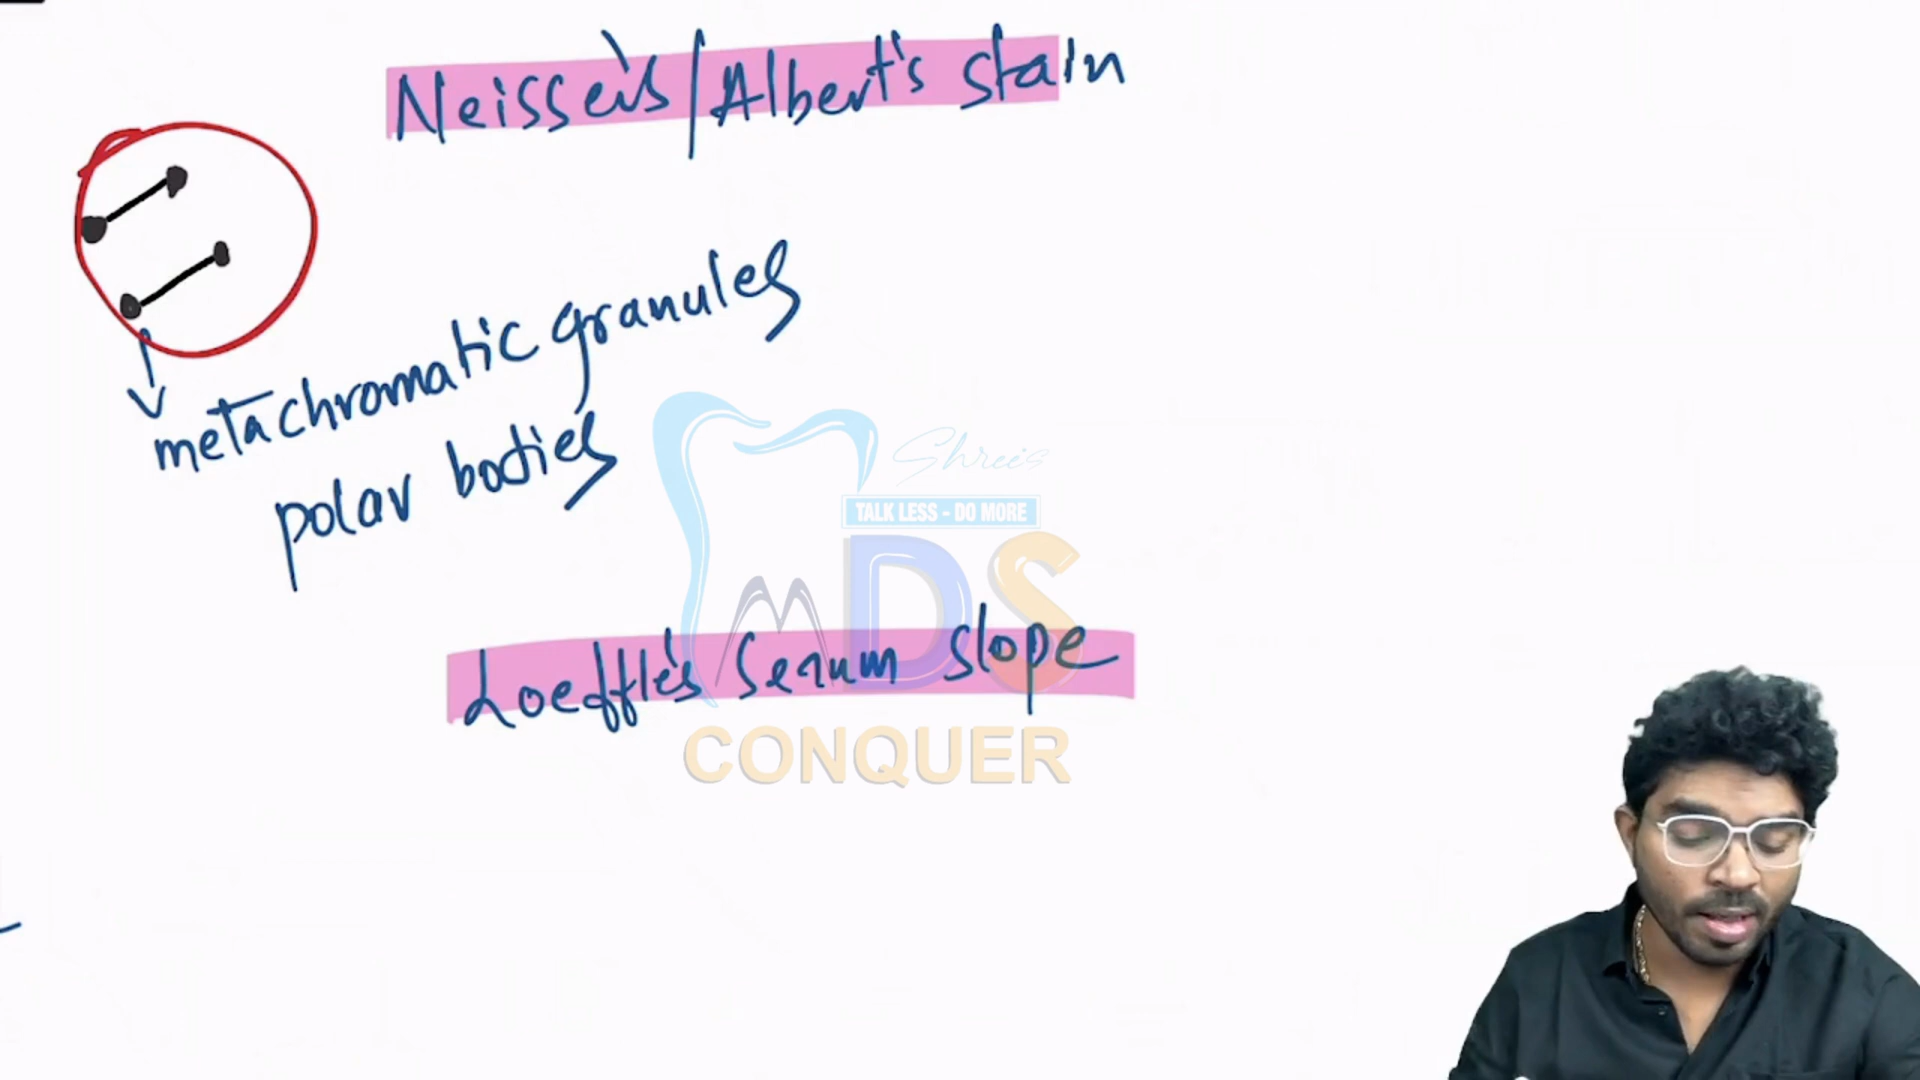 Neisser's/Albert's stain
metachromatic granules
polar bodies
Shree's
TALK LESS - DO MORE
MDS
Loeffle's Serum slope
CONQUER